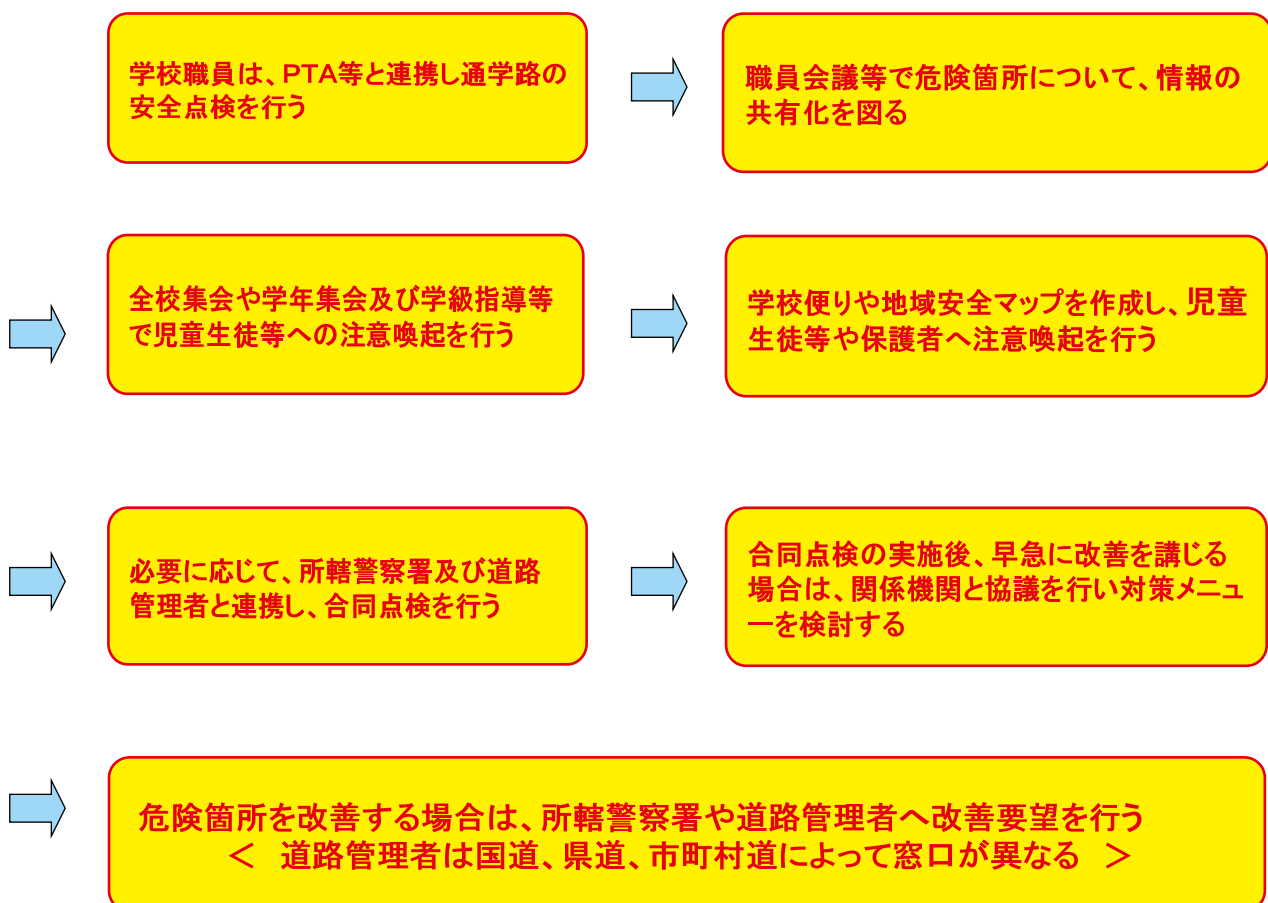 学校職員は、PTA等と連携し通学路の
安全点検を行う
職員会議等で危険箇所について、情報の
共有化を図る
全校集会や学年集会及び学級指導等
で児童生徒等への注意喚起を行う
学校便りや地域安全マップを作成し、児童
生徒等や保護者へ注意喚起を行う
必要に応じて、所轄警察署及び道路
管理者と連携し、合同点検を行う
合同点検の実施後、早急に改善を講じる
場合は、関係機関と協議を行い対策メニュ
ーを検討する
危険箇所を改善する場合は、所轄警察署や道路管理者へ改善要望を行う
＜ 道路管理者は国道、県道、市町村道によって窓口が異なる ＞